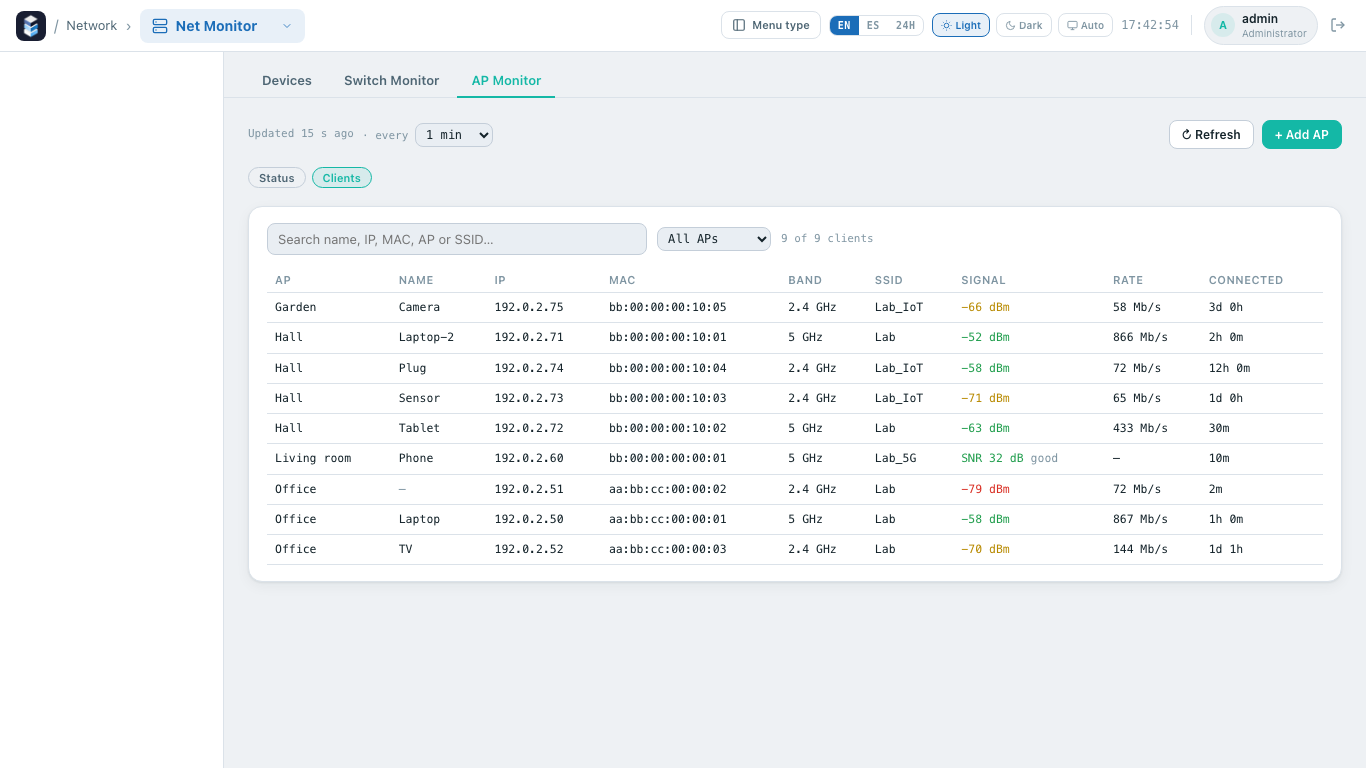 / Network › Net Monitor Menu type EN ES 24H Light Dark Auto 17:42:54 A admin
Administrator
Devices Switch Monitor AP Monitor
Updated 15 s ago · every 1 min ↻ Refresh + Add AP
Status Clients
Search name, IP, MAC, AP or SSID... All APs 9 of 9 clients
AP NAME IP MAC BAND SSID SIGNAL RATE CONNECTED
Garden Camera 192.0.2.75 bb:00:00:00:10:05 2.4 GHz Lab_IoT −66 dBm 58 Mb/s 3d 0h
Hall Laptop-2 192.0.2.71 bb:00:00:00:10:01 5 GHz Lab −52 dBm 866 Mb/s 2h 0m
Hall Plug 192.0.2.74 bb:00:00:00:10:04 2.4 GHz Lab_IoT −58 dBm 72 Mb/s 12h 0m
Hall Sensor 192.0.2.73 bb:00:00:00:10:03 2.4 GHz Lab_IoT −71 dBm 65 Mb/s 1d 0h
Hall Tablet 192.0.2.72 bb:00:00:00:10:02 5 GHz Lab −63 dBm 433 Mb/s 30m
Living room Phone 192.0.2.60 bb:00:00:00:00:01 5 GHz Lab_5G SNR 32 dB good — 10m
Office — 192.0.2.51 aa:bb:cc:00:00:02 2.4 GHz Lab −79 dBm 72 Mb/s 2m
Office Laptop 192.0.2.50 aa:bb:cc:00:00:01 5 GHz Lab −58 dBm 867 Mb/s 1h 0m
Office TV 192.0.2.52 aa:bb:cc:00:00:03 2.4 GHz Lab −70 dBm 144 Mb/s 1d 1h